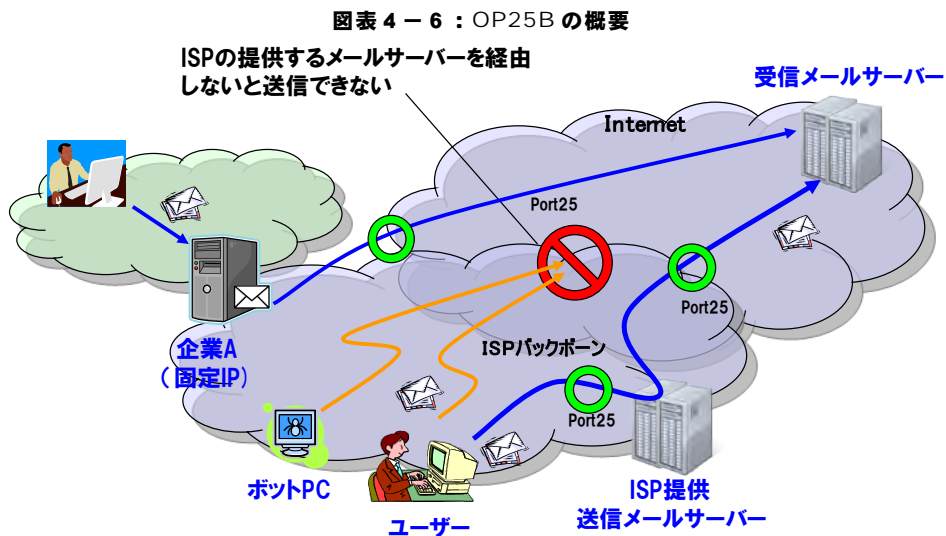 図表４－６：OP25Bの概要
ISPの提供するメールサーバーを経由
しないと送信できない
受信メールサーバー
Internet
Port25
Port25
企業A
（固定IP）
ISPバックボーン
Port25
ボットPC
ユーザー
ISP提供
送信メールサーバー